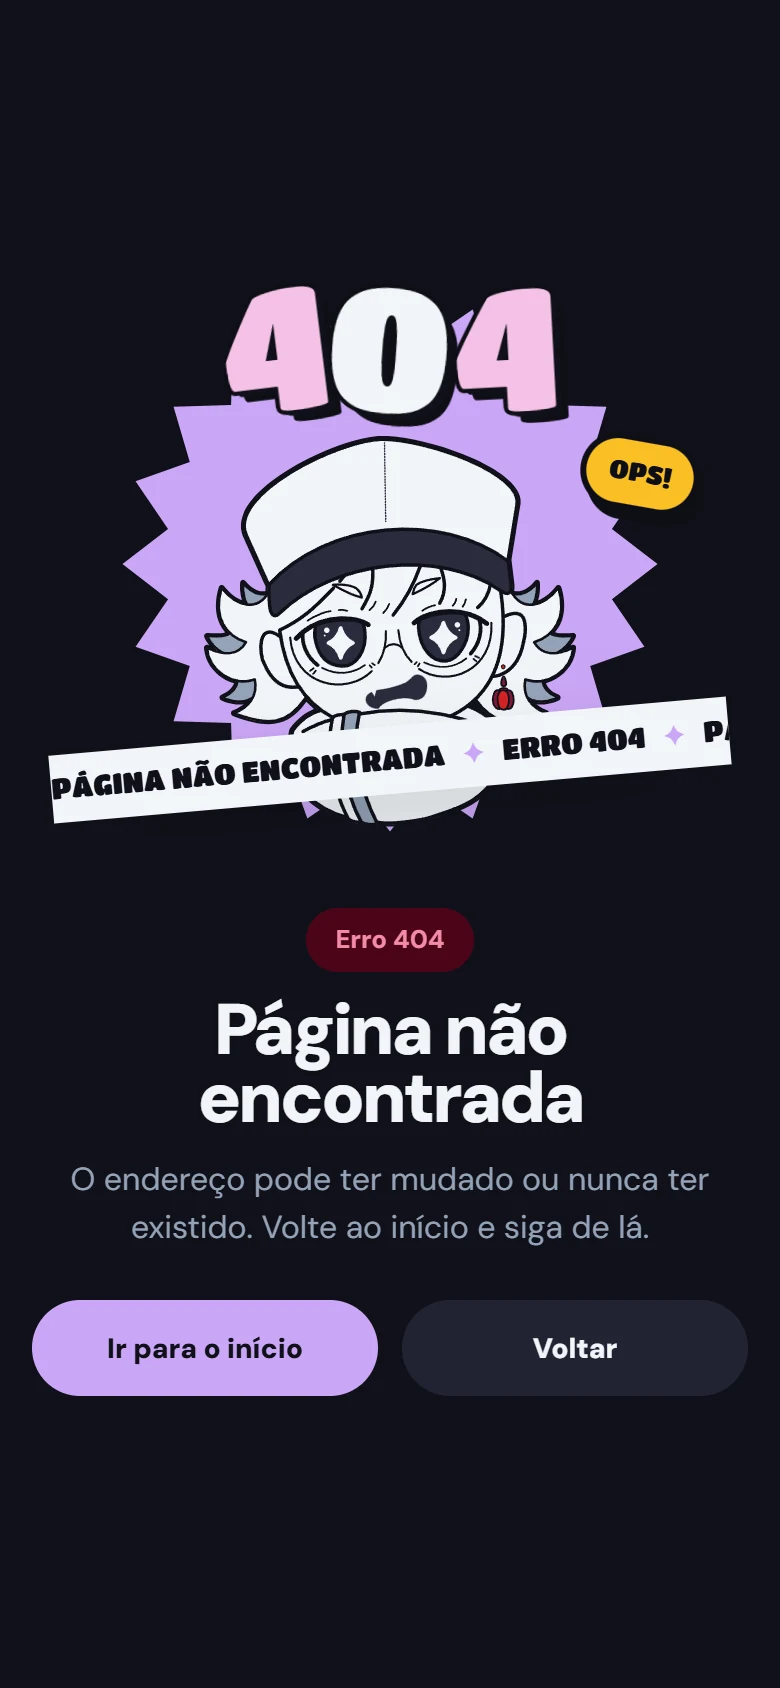 404
OPS!
PÁGINA NÃO ENCONTRADA ✦ ERRO 404 ✦
Erro 404
Página não
encontrada
O endereço pode ter mudado ou nunca ter
existido. Volte ao início e siga de lá.
Ir para o início
Voltar